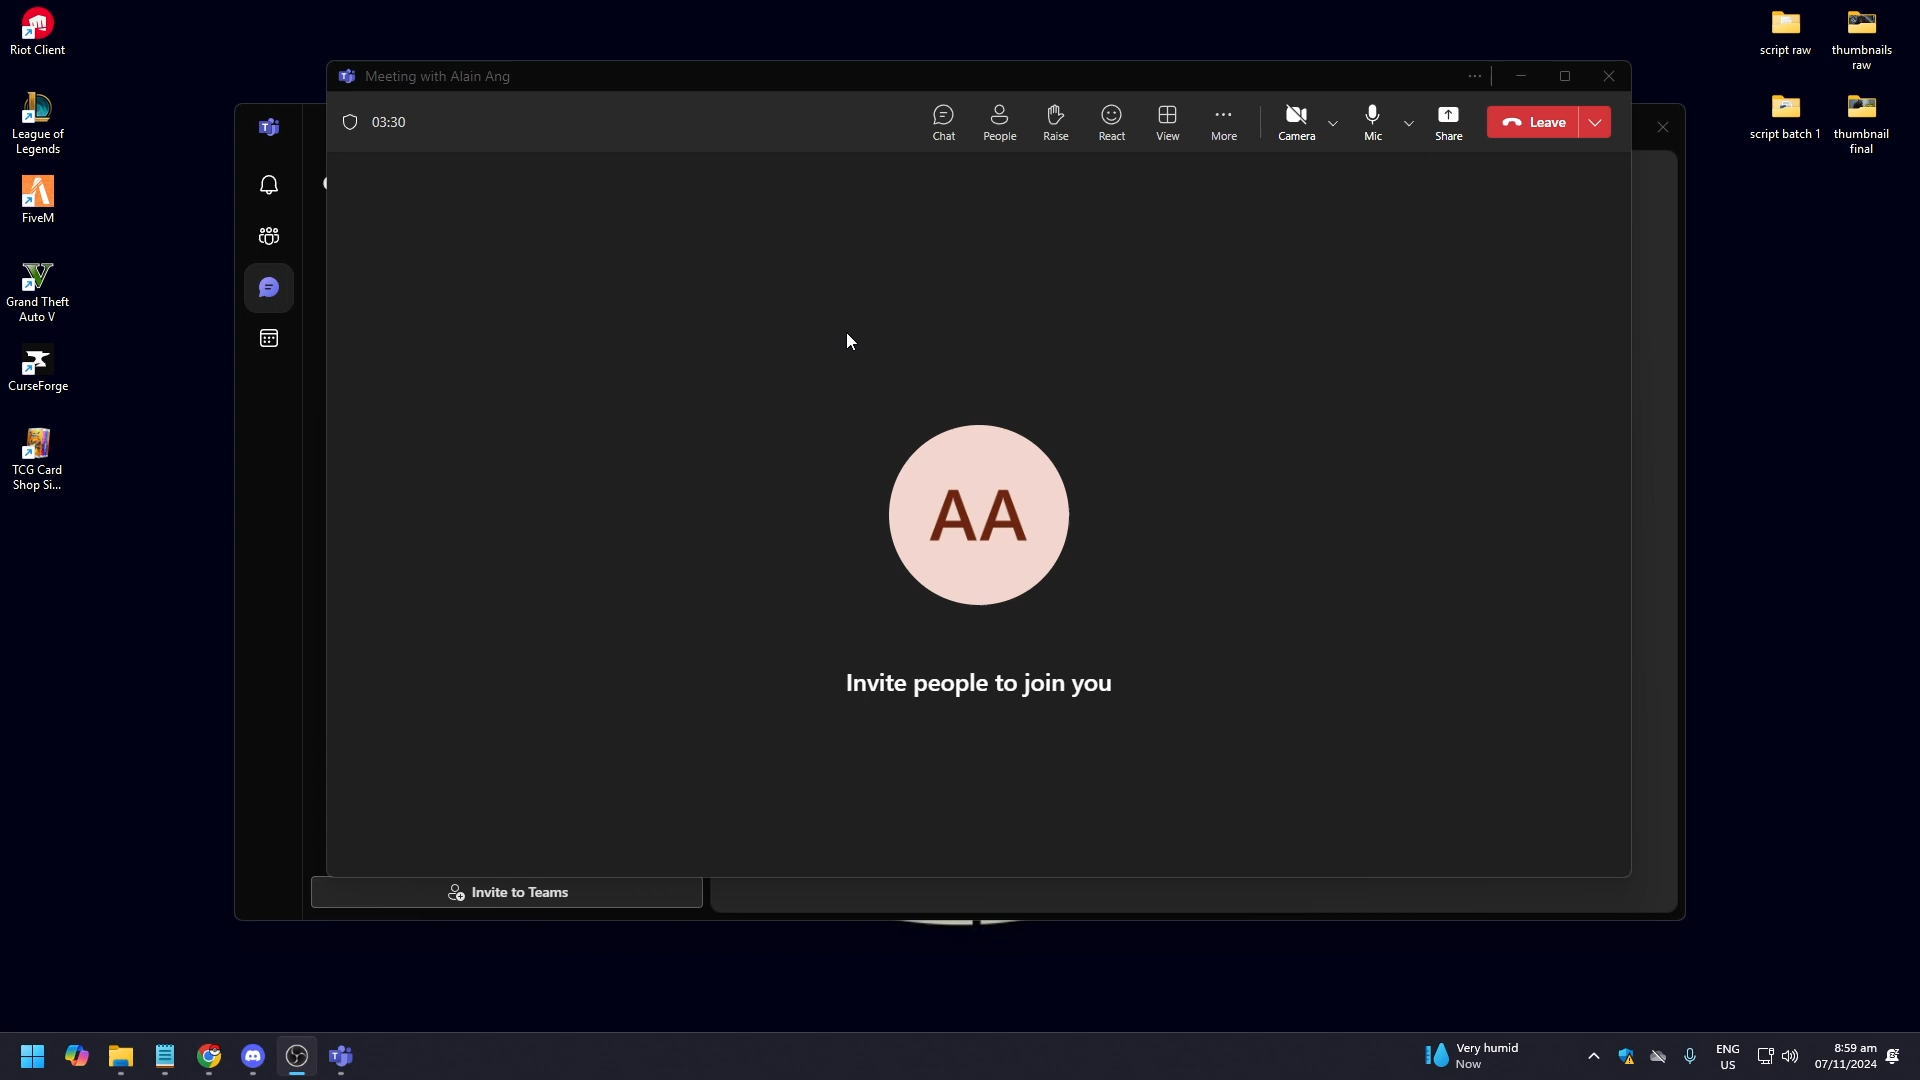 Riot Client
League of
Legends
FiveM
Grand Theft
Auto V
CurseForge
TCG Card
Shop Si...
script raw
thumbnails
raw
script batch 1
thumbnail
final
Meeting with Alain Ang
03:30
Chat
People
Raise
React
View
More
Camera
Mic
Share
Leave
AA
Invite people to join you
Invite to Teams
Very humid
Now
ENG
US
8:59 am
07/11/2024